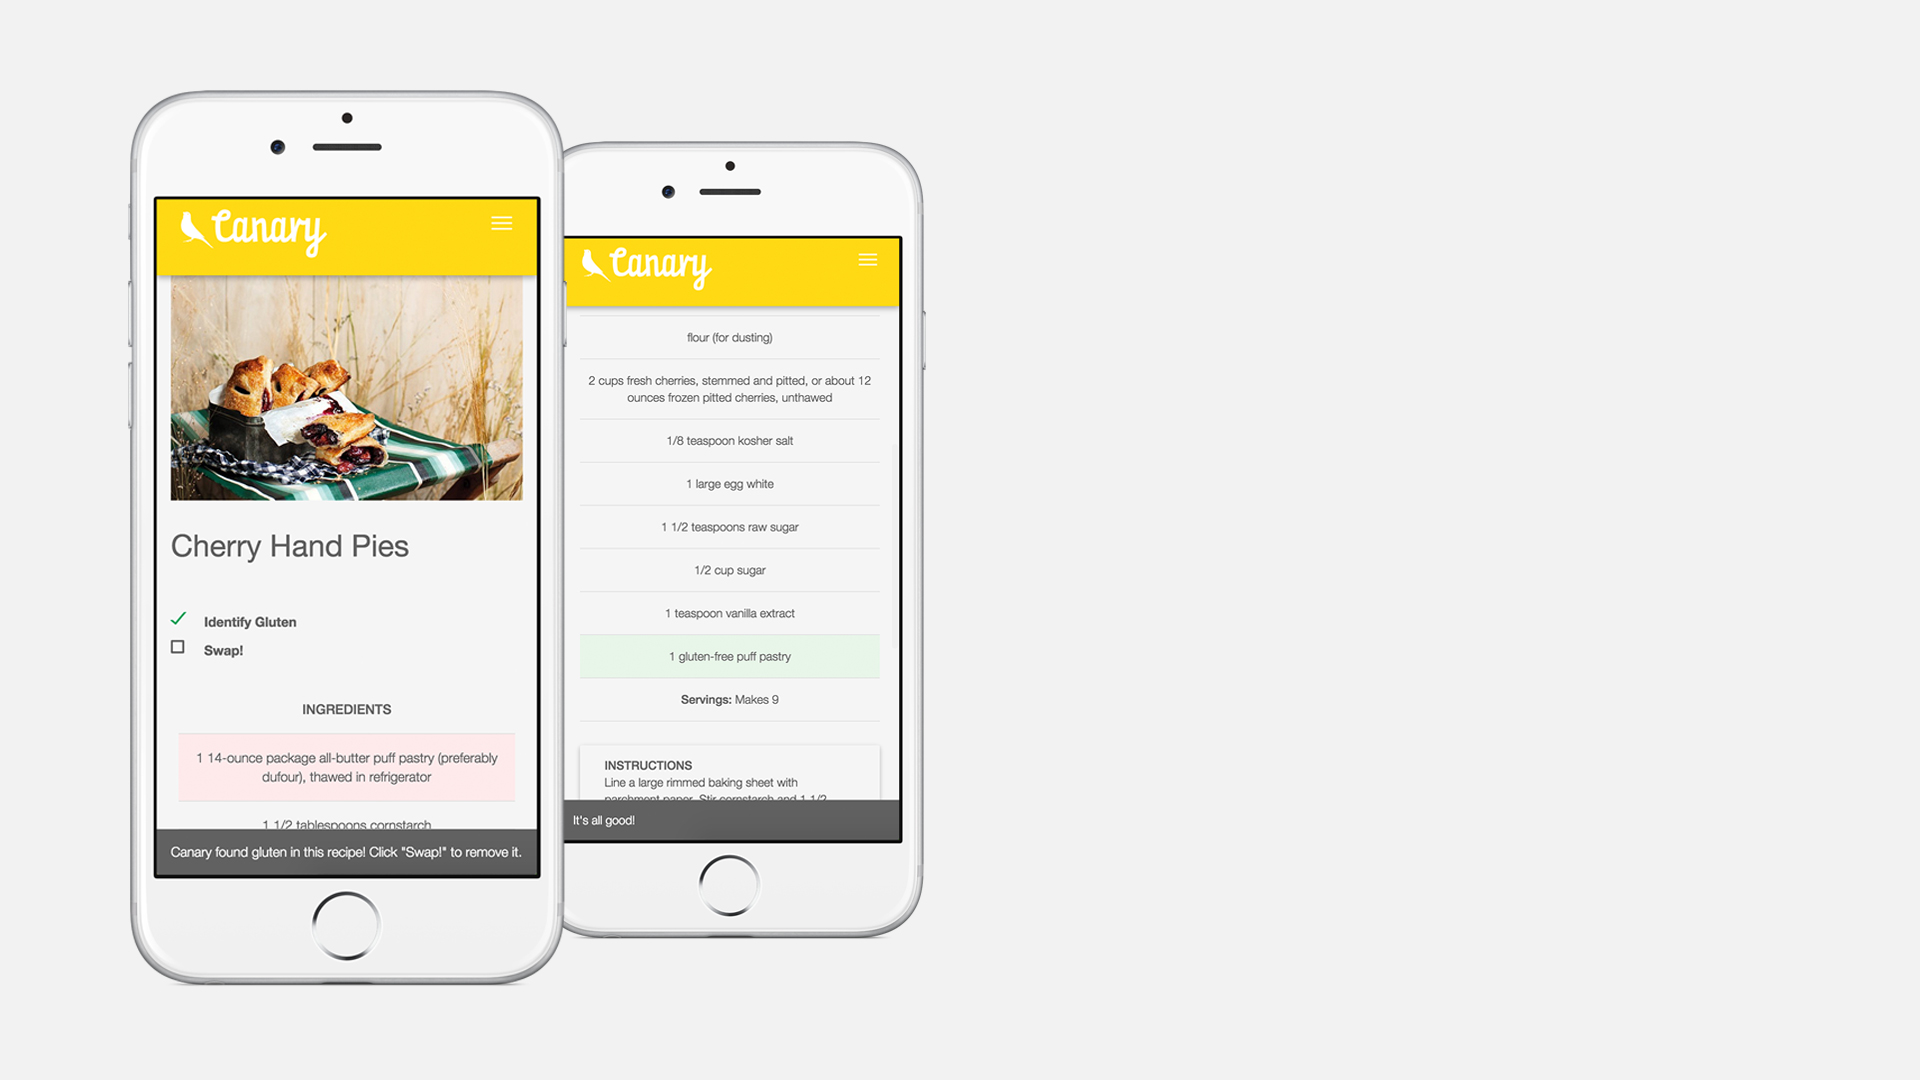 Canary
Cherry Hand Pies
Identify Gluten
Swap!
INGREDIENTS
1 14-ounce package all-butter puff pastry (preferably
dufour), thawed in refrigerator
1 1/2 tablespoons cornstarch
Canary found gluten in this recipe! Click "Swap!" to remove it.
Canary
flour (for dusting)
2 cups fresh cherries, stemmed and pitted, or about 12
ounces frozen pitted cherries, unthawed
1/8 teaspoon kosher salt
1 large egg white
1 1/2 teaspoons raw sugar
1/2 cup sugar
1 teaspoon vanilla extract
1 gluten-free puff pastry
Servings: Makes 9
INSTRUCTIONS
Line a large rimmed baking sheet with
parchment paper. Stir cornstarch and 1 1/2
It's all good!